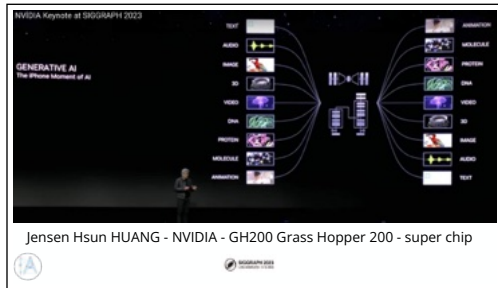 NVIDIA Keynote at SIGGRAPH 2023
GENERATIVE AI
The iPhone Moment of AI
TEXT
AUDIO
IMAGE
3D
VIDEO
DNA
PROTEIN
MOLECULE
ANIMATION
ANIMATION
MOLECULE
PROTEIN
DNA
VIDEO
3D
IMAGE
AUDIO
TEXT
Jensen Hsun HUANG - NVIDIA - GH200 Grass Hopper 200 - super chip
SIGGRAPH 2023